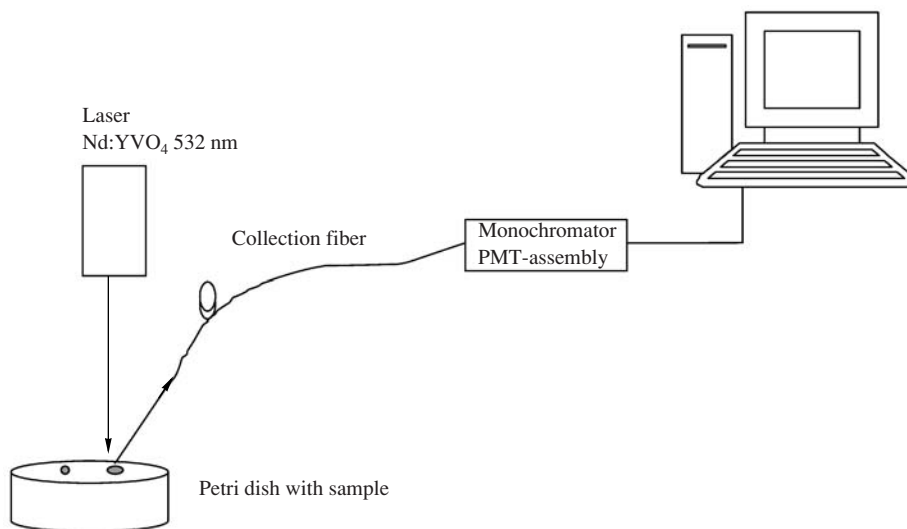 Laser
Nd:YVO₄ 532 nm
Collection fiber
Monochromator
PMT-assembly
Petri dish with sample